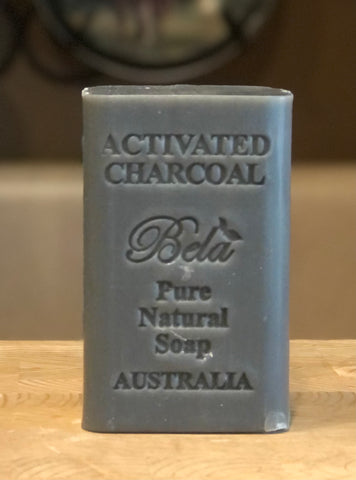 ACTIVATED
CHARCOAL
Bela
Pure
Natural
Soap
AUSTRALIA